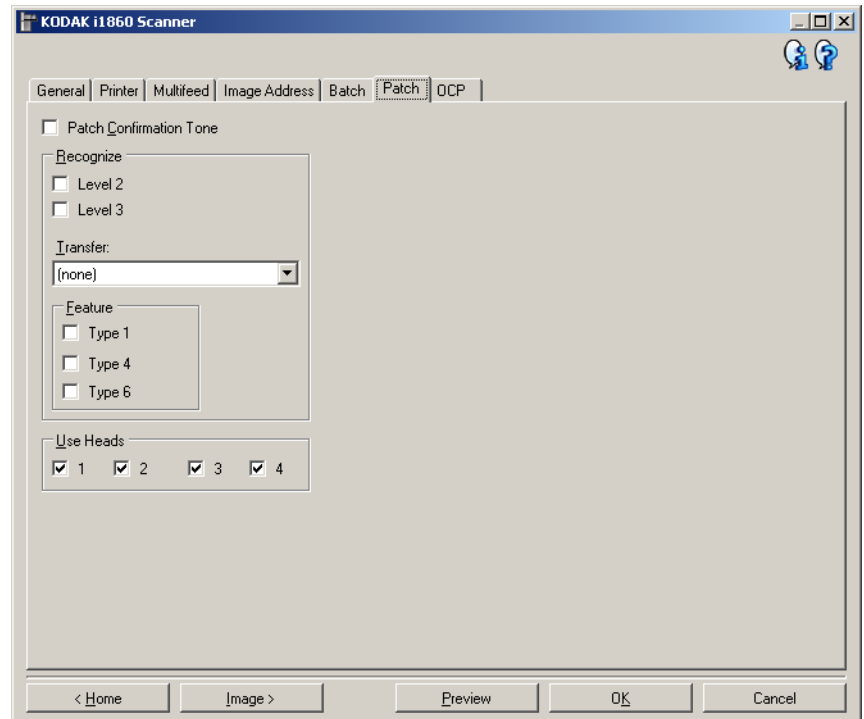 KODAK i1860 Scanner
General Printer Multifeed Image Address Batch Patch OCP
Patch Confirmation Tone
Recognize
Level 2
Level 3
Transfer:
(none)
Feature
Type 1
Type 4
Type 6
Use Heads
1 2 3 4
< Home Image > Preview OK Cancel